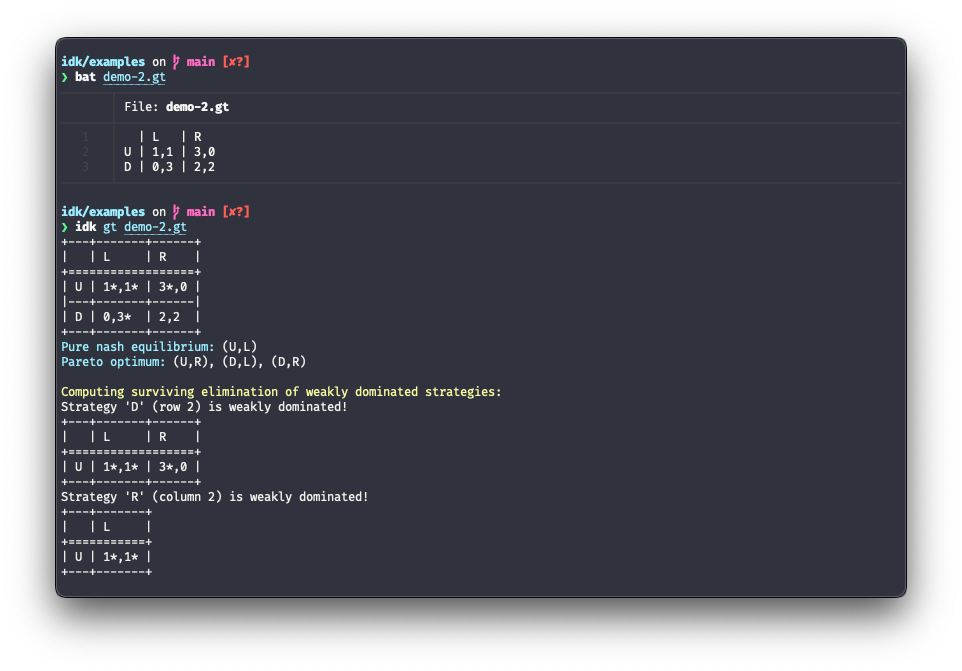 idk/examples on main [✘?]
❯ bat demo-2.gt
File: demo-2.gt
1 | L | R
2 U | 1,1 | 3,0
3 D | 0,3 | 2,2
idk/examples on main [✘?]
❯ idk gt demo-2.gt
+---+-------+------+
|   | L     | R    |
+==================+
| U | 1*,1* | 3*,0 |
|---+-------+------|
| D | 0,3*  | 2,2  |
+---+-------+------+
Pure nash equilibrium: (U,L)
Pareto optimum: (U,R), (D,L), (D,R)
Computing surviving elimination of weakly dominated strategies:
Strategy 'D' (row 2) is weakly dominated!
+---+-------+------+
|   | L     | R    |
+==================+
| U | 1*,1* | 3*,0 |
+---+-------+------+
Strategy 'R' (column 2) is weakly dominated!
+---+-------+
|   | L     |
+===========+
| U | 1*,1* |
+---+-------+